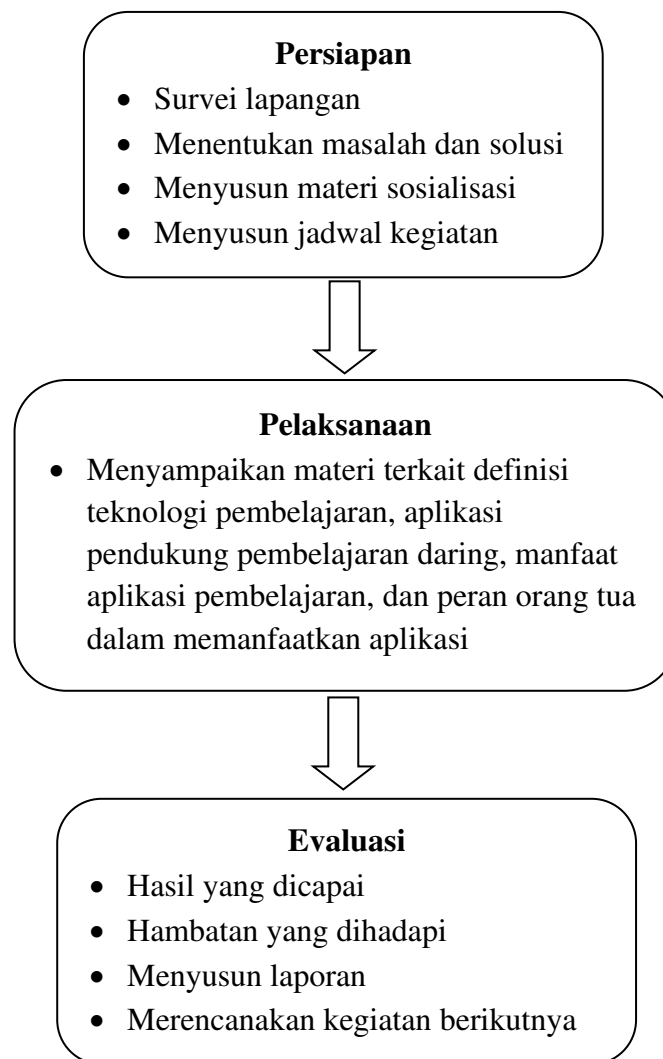 Persiapan
• Survei lapangan
• Menentukan masalah dan solusi
• Menyusun materi sosialisasi
• Menyusun jadwal kegiatan
Pelaksanaan
• Menyampaikan materi terkait definisi
teknologi pembelajaran, aplikasi
pendukung pembelajaran daring, manfaat
aplikasi pembelajaran, dan peran orang tua
dalam memanfaatkan aplikasi
Evaluasi
• Hasil yang dicapai
• Hambatan yang dihadapi
• Menyusun laporan
• Merencanakan kegiatan berikutnya